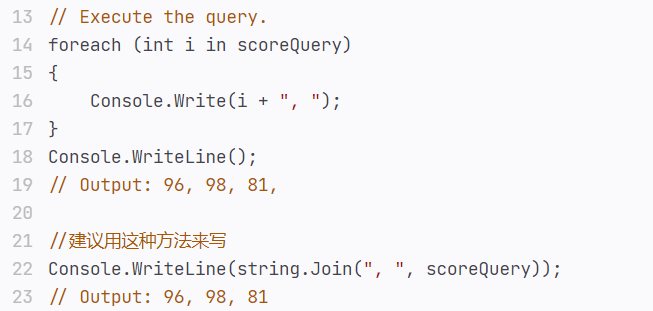 13 // Execute the query.
14 foreach (int i in scoreQuery)
15 {
16     Console.Write(i + ", ");
17 }
18 Console.WriteLine();
19 // Output: 96, 98, 81,
20
21 //建议用这种方法来写
22 Console.WriteLine(string.Join(", ", scoreQuery));
23 // Output: 96, 98, 81